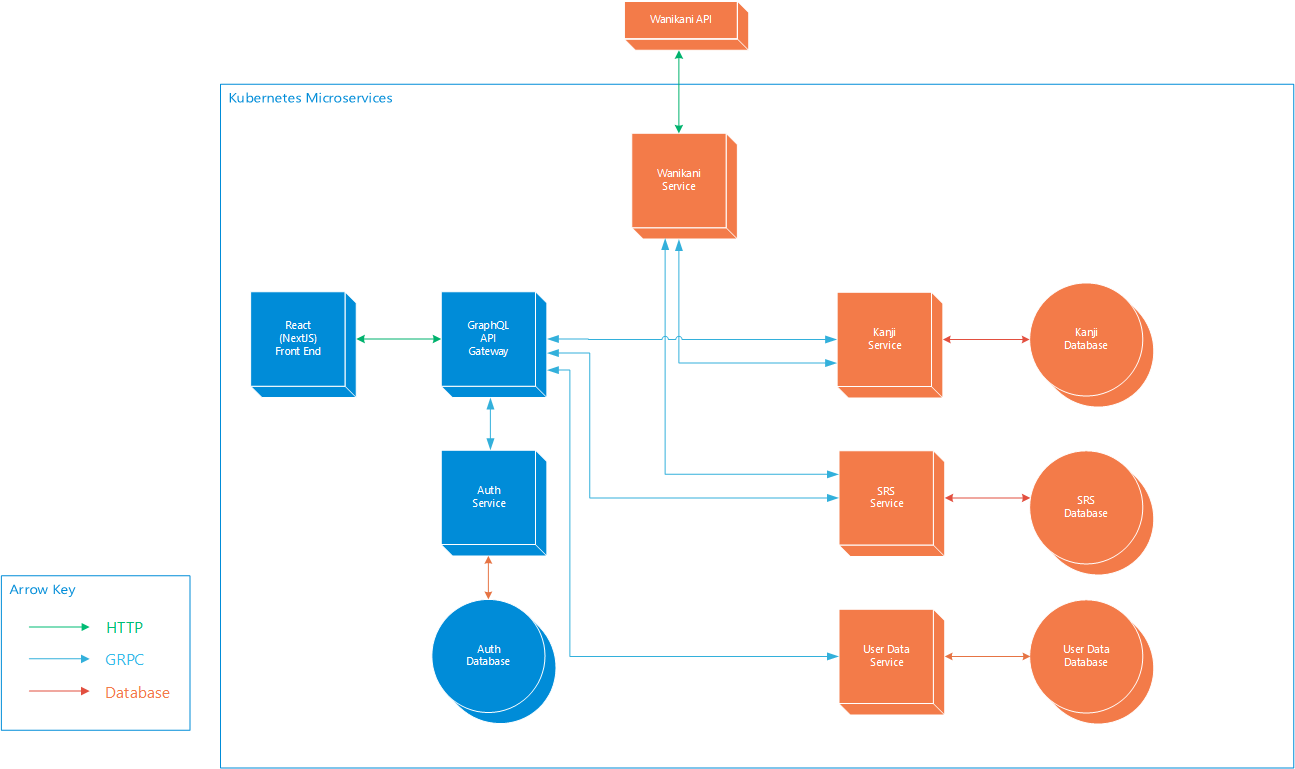 Wanikani API
Kubernetes Microservices
Wanikani
Service
React
(NextJS)
Front End
GraphQL
API
Gateway
Kanji
Service
Kanji
Database
Auth
Service
SRS
Service
SRS
Database
Arrow Key
HTTP
GRPC
Database
Auth
Database
User Data
Service
User Data
Database